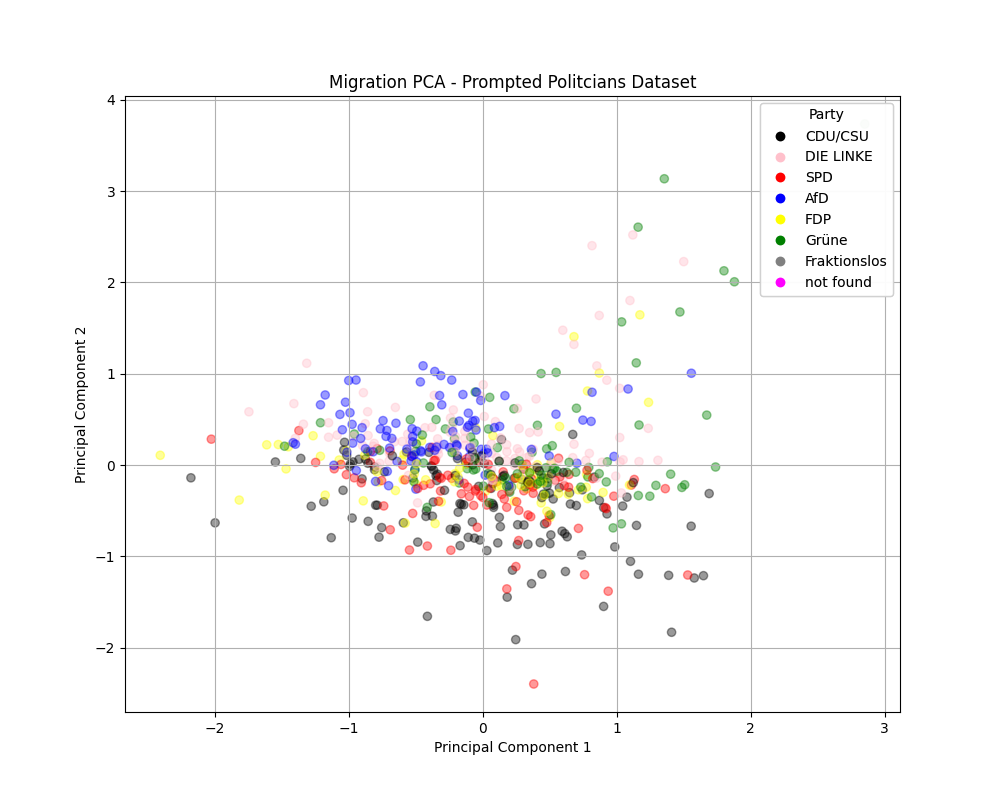 Migration PCA - Prompted Politcians Dataset
4
3
2
1
0
−1
−2
Principal Component 2
Party
CDU/CSU
DIE LINKE
SPD
AfD
FDP
Grüne
Fraktionslos
not found
−2
−1
0
1
2
3
Principal Component 1